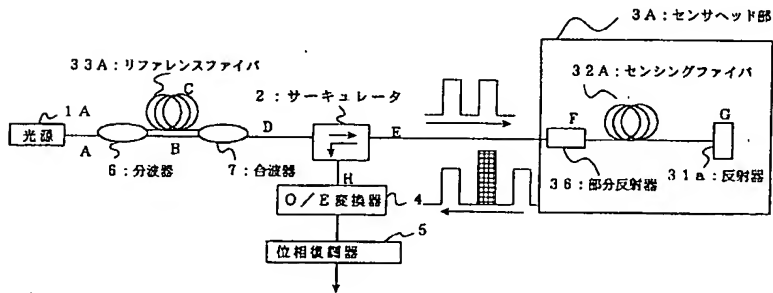 3A：センサヘッド部
33A：リファレンスファイバ
32A：センシングファイバ
1A
C
2：サーキュレータ
光源
A
B
D
E
F
G
6：分波器
7：合波器
H
36：部分反射器
31a：反射器
O／E変換器
4
5
位相復調器